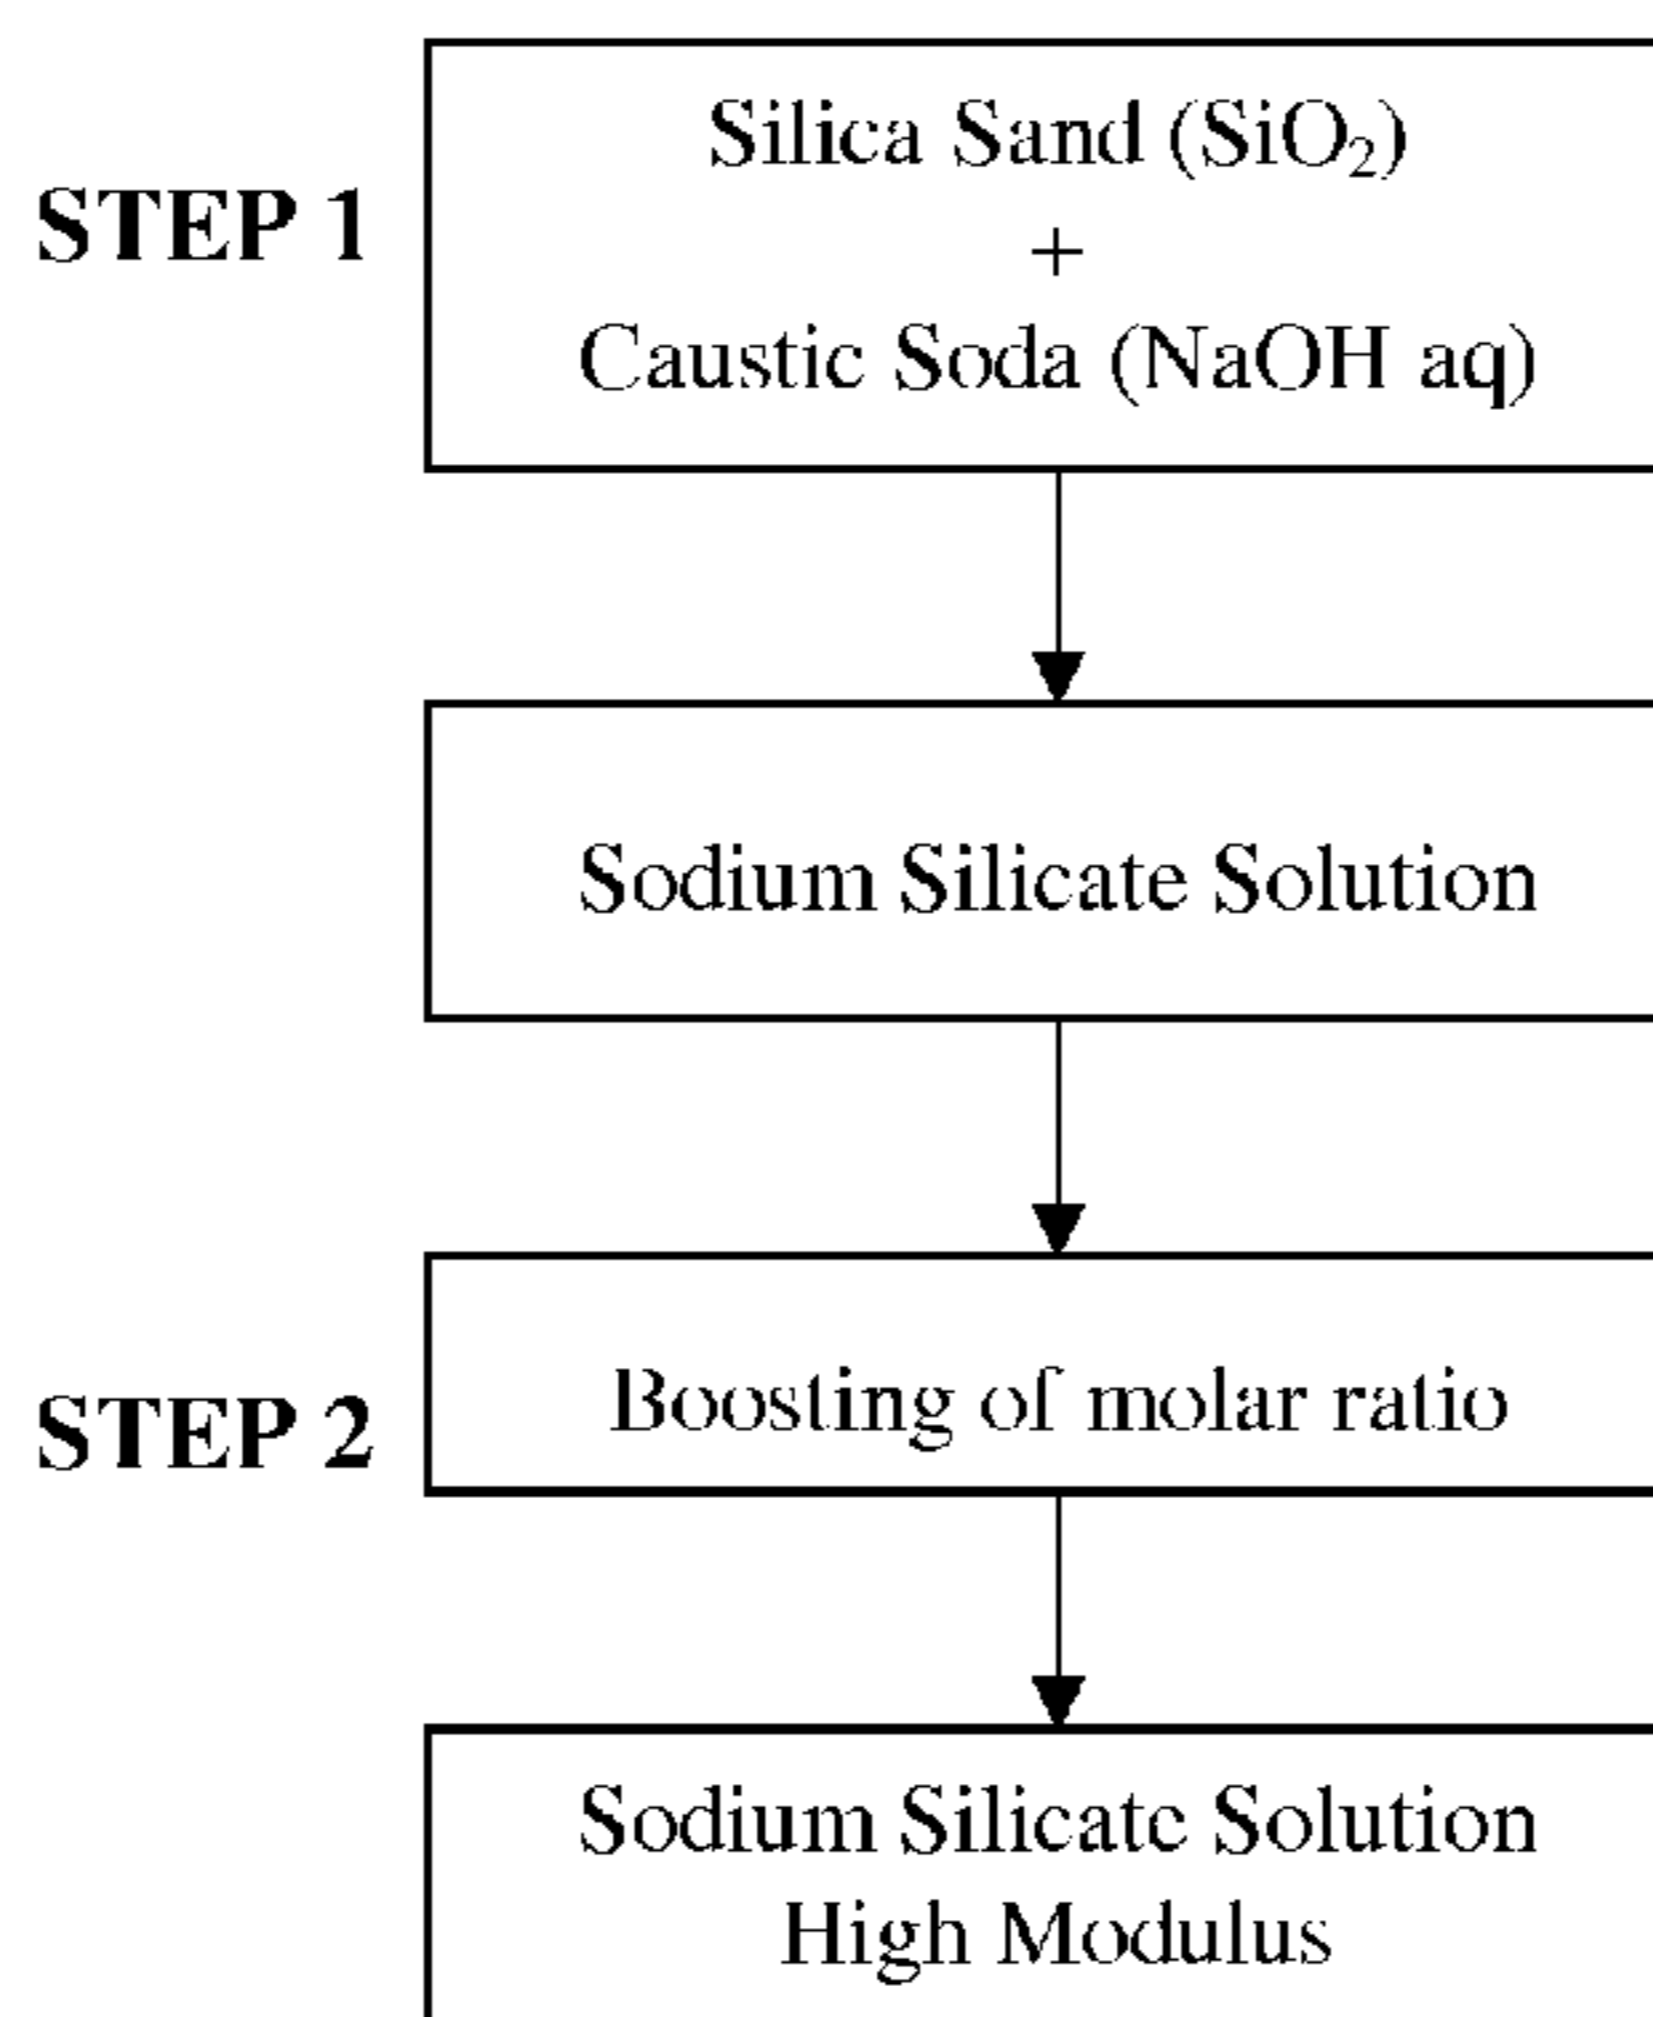 Silica Sand (SiO₂)
STEP 1
+
Caustic Soda (NaOH aq)
Sodium Silicate Solution
STEP 2
Boosting of molar ratio
Sodium Silicate Solution
High Modulus